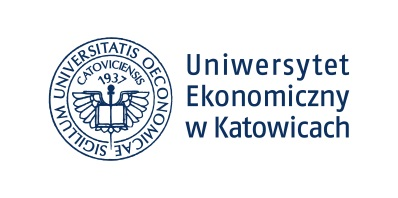 SIGILLUM UNIVERSITATIS OECONOMICAE
CATOVICIENSIS
1937
Uniwersytet
Ekonomiczny
w Katowicach